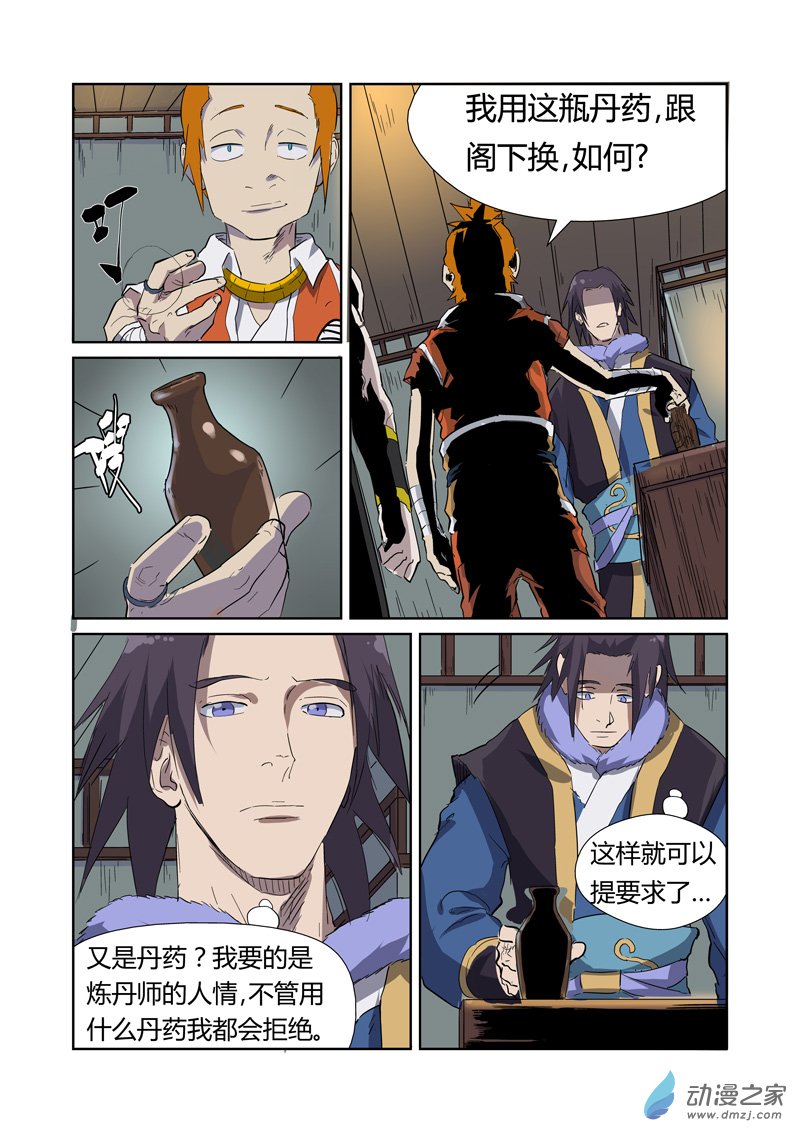 我用这瓶丹药,跟
阁下换,如何?
又是丹药？我要的是
炼丹师的人情,不管用
什么丹药我都会拒绝。
这样就可以
提要求了…
动漫之家
www.dmzj.com